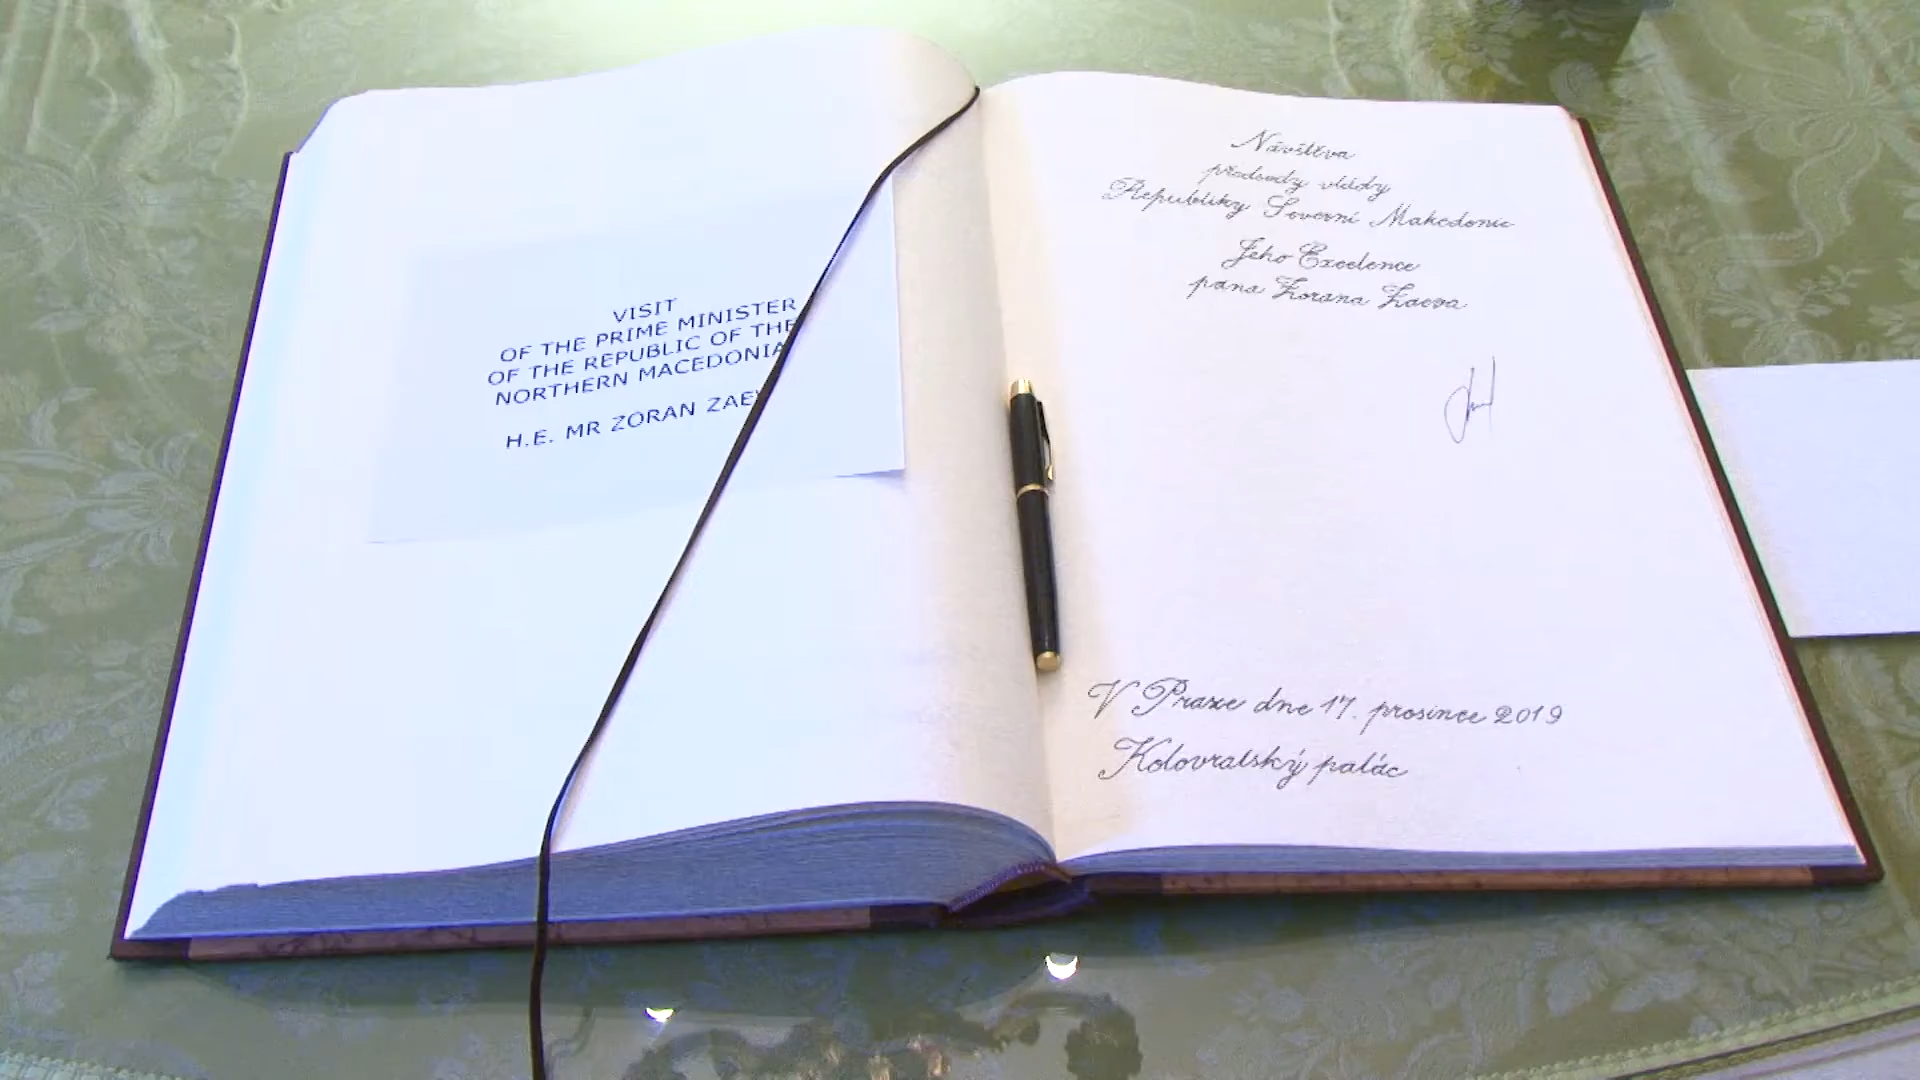 VISIT
OF THE PRIME MINISTER
OF THE REPUBLIC OF THE
NORTHERN MACEDONIA
H.E. MR ZORAN ZAEV
Návštěva
předsedy vlády
Republiky Severní Makedonie
Jeho Excelence
pana Zorana Zaeva
V Praze dne 17. prosince 2019
Kolovratský palác